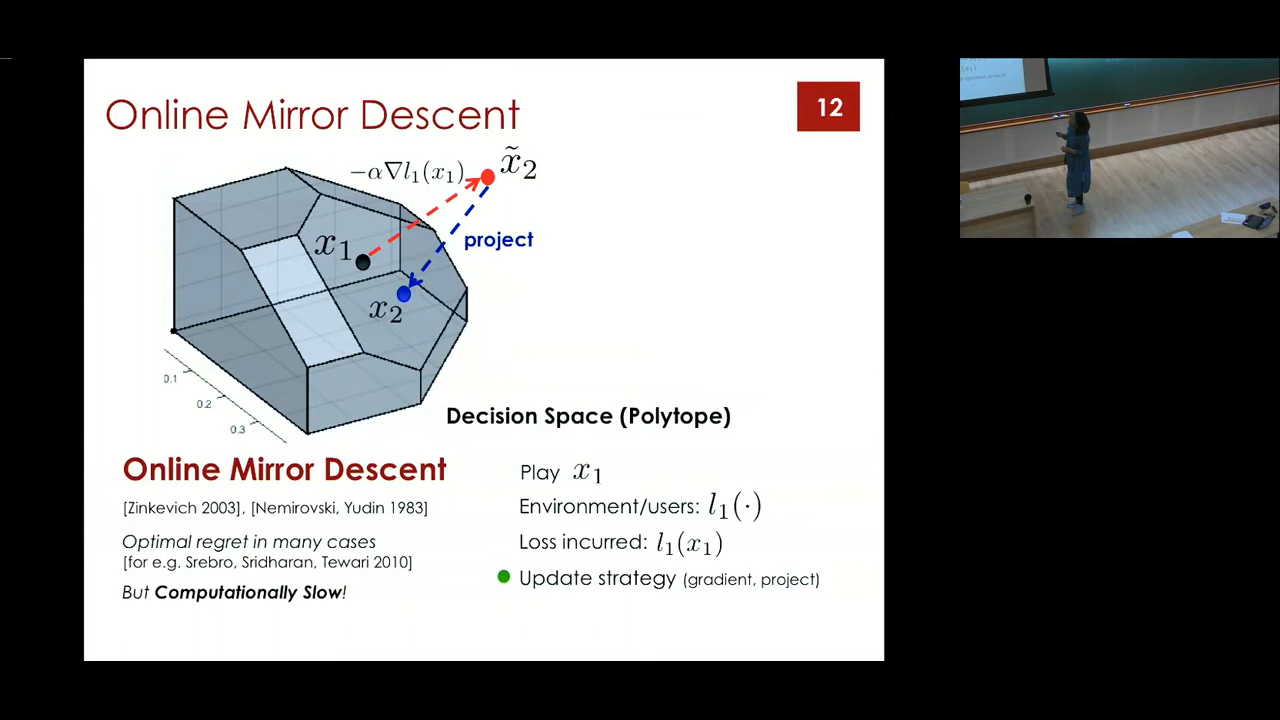 Online Mirror Descent
12
−α∇l₁(x₁)
x̃₂
x₁
project
x₂
0.1
0.2
0.3
Decision Space (Polytope)
Online Mirror Descent
[Zinkevich 2003], [Nemirovski, Yudin 1983]
Optimal regret in many cases
[for e.g. Srebro, Sridharan, Tewari 2010]
But Computationally Slow!
Play x₁
Environment/users: l₁(·)
Loss incurred: l₁(x₁)
Update strategy (gradient, project)